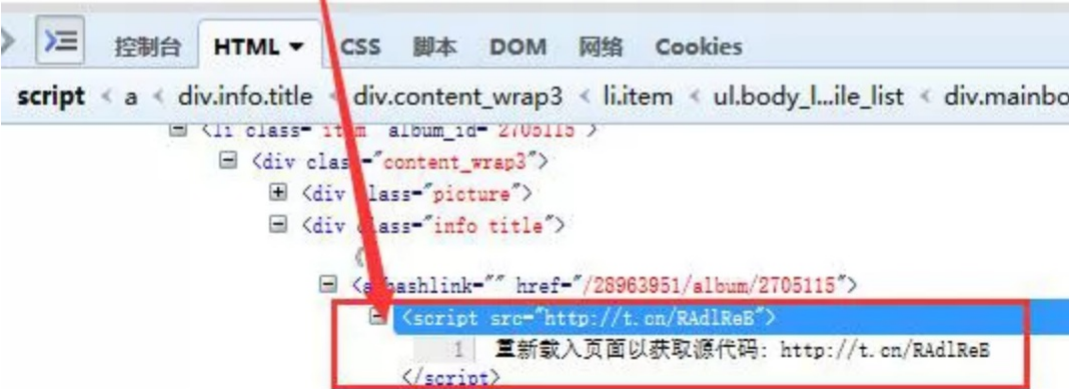 控制台 HTML CSS 脚本 DOM 网络 Cookies
script < a < div.info.title < div.content_wrap3 < li.item < ul.body_l...ile_list < div.mainbo
<li class="item" album_id="2705115">
<div class="content_wrap3">
<div class="picture">
<div class="info title">
<a hashlink="" href="/28963951/album/2705115">
<script src="http://t.cn/RAdlReB">
1 重新载入页面以获取源代码: http://t.cn/RAdlReB
</script>